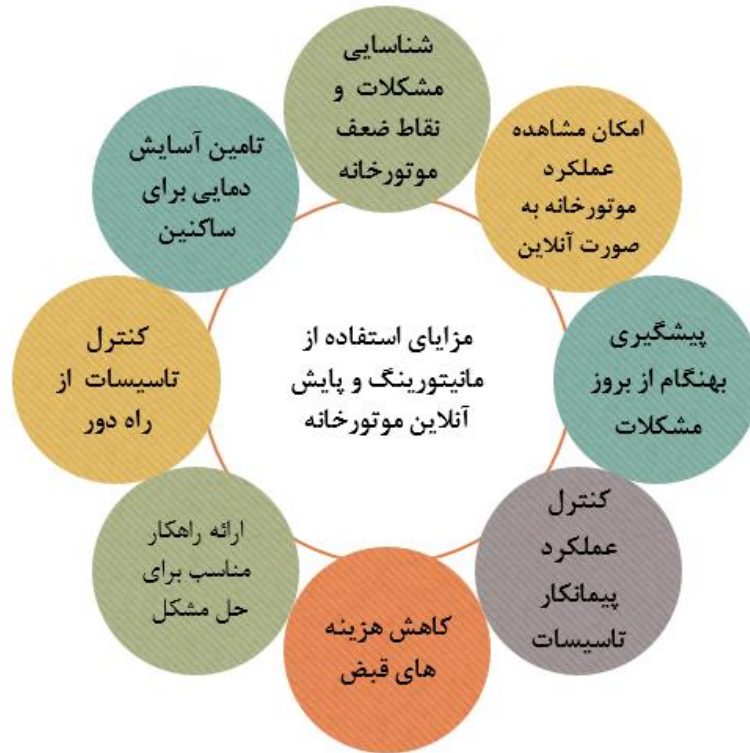 شناسایی
مشکلات و
نقاط ضعف
موتورخانه
امکان مشاهده
عملکرد
موتورخانه به
صورت آنلاین
پیشگیری
بهنگام از بروز
مشکلات
کنترل
عملکرد
پیمانکار
تاسیسات
کاهش هزینه
های قبض
ارائه راهکار
مناسب برای
حل مشکل
کنترل
تاسیسات از
راه دور
تامین آسایش
دمایی برای
ساکنین
مزایای استفاده از
مانیتورینگ و پایش
آنلاین موتورخانه